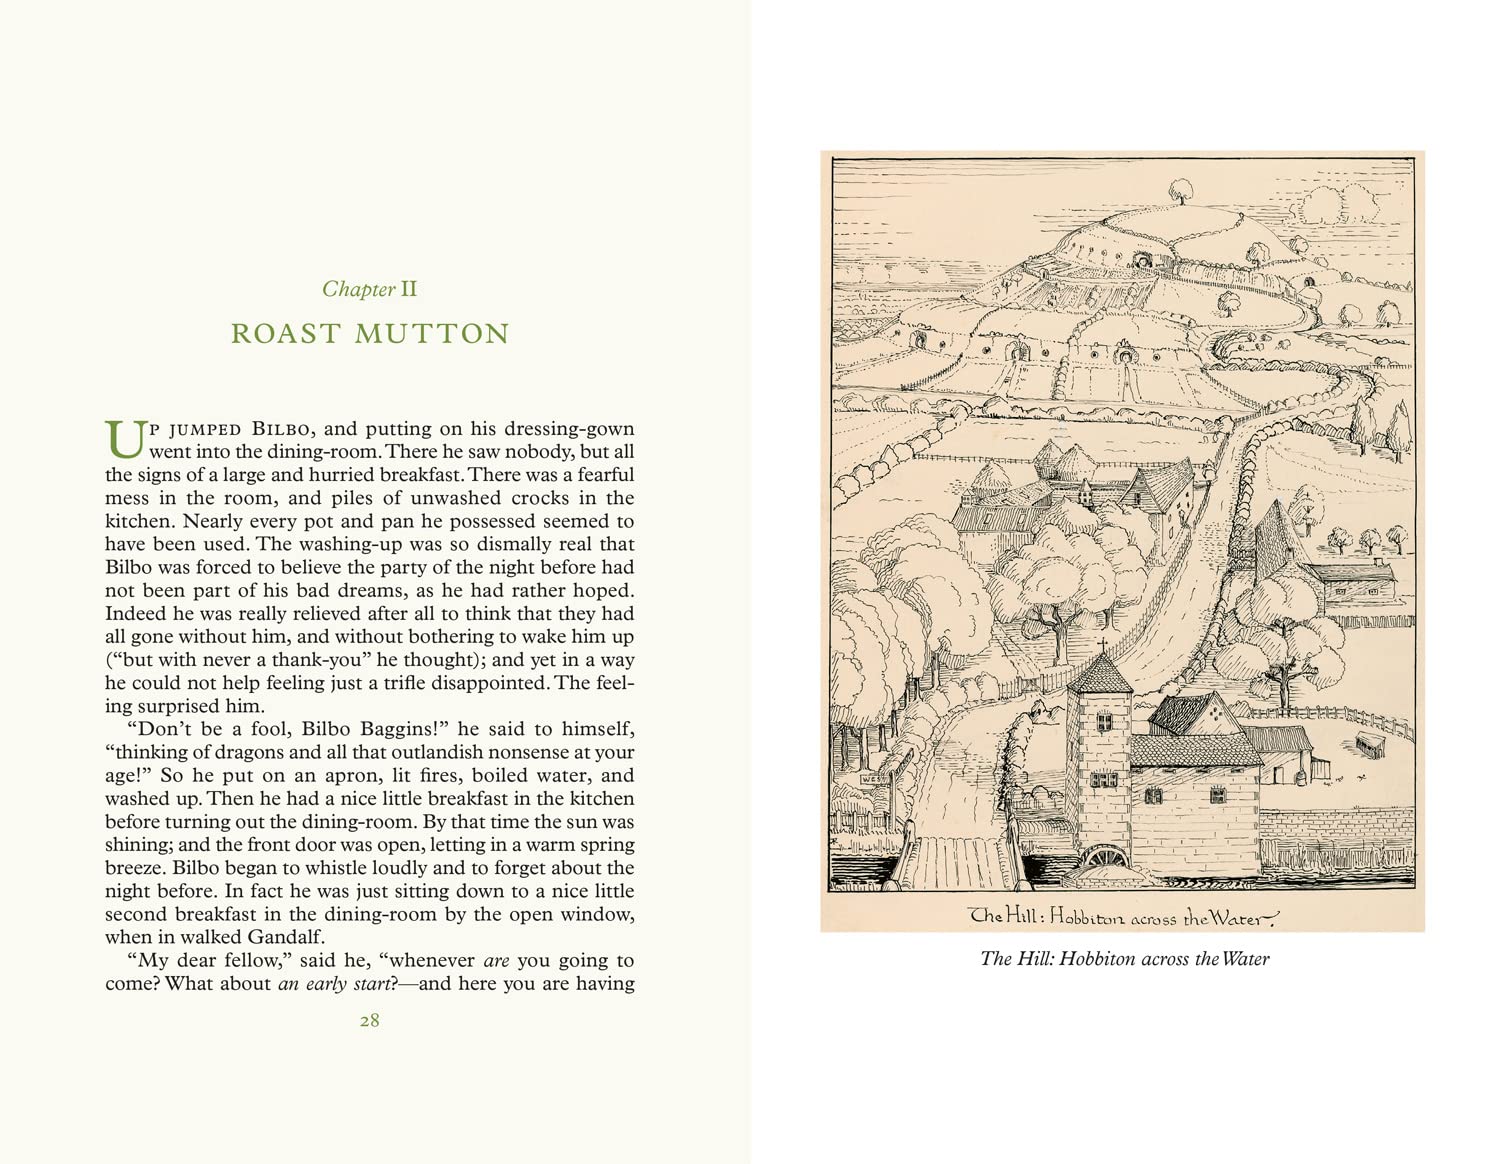 Chapter II
ROAST MUTTON
UP JUMPED BILBO, and putting on his dressing-gown
went into the dining-room. There he saw nobody, but all
the signs of a large and hurried breakfast. There was a fearful
mess in the room, and piles of unwashed crocks in the
kitchen. Nearly every pot and pan he possessed seemed to
have been used. The washing-up was so dismally real that
Bilbo was forced to believe the party of the night before had
not been part of his bad dreams, as he had rather hoped.
Indeed he was really relieved after all to think that they had
all gone without him, and without bothering to wake him up
(“but with never a thank-you” he thought); and yet in a way
he could not help feeling just a trifle disappointed. The feel-
ing surprised him.
“Don’t be a fool, Bilbo Baggins!” he said to himself,
“thinking of dragons and all that outlandish nonsense at your
age!” So he put on an apron, lit fires, boiled water, and
washed up. Then he had a nice little breakfast in the kitchen
before turning out the dining-room. By that time the sun was
shining; and the front door was open, letting in a warm spring
breeze. Bilbo began to whistle loudly and to forget about the
night before. In fact he was just sitting down to a nice little
second breakfast in the dining-room by the open window,
when in walked Gandalf.
“My dear fellow,” said he, “whenever are you going to
come? What about an early start?—and here you are having
28
WEST
The Hill: Hobbiton across the Water
The Hill: Hobbiton across the Water